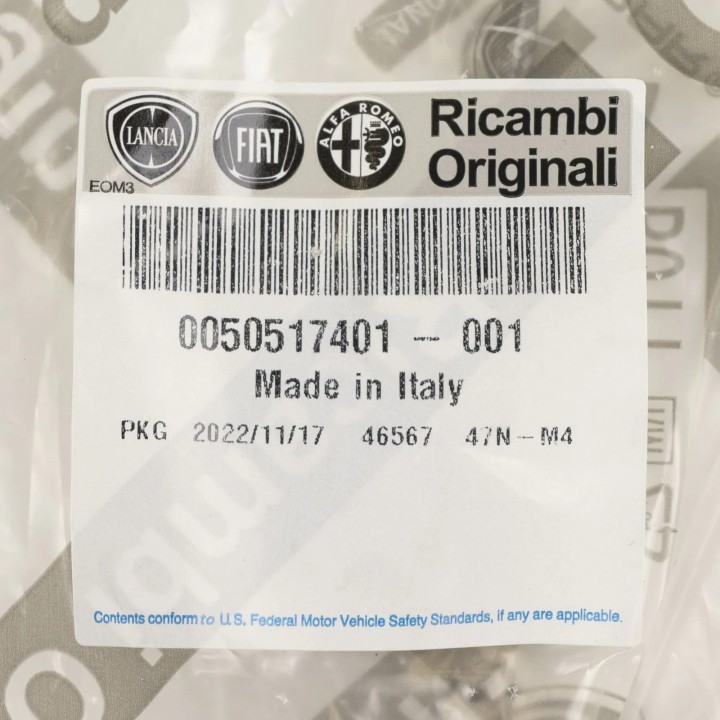 LANCIA
FIAT
ALFA ROMEO
Ricambi
Originali
EOM3
0050517401 - 001
Made in Italy
PKG 2022/11/17 46567 47N-M4
Contents conform to U.S. Federal Motor Vehicle Safety Standards, if any are applicable.